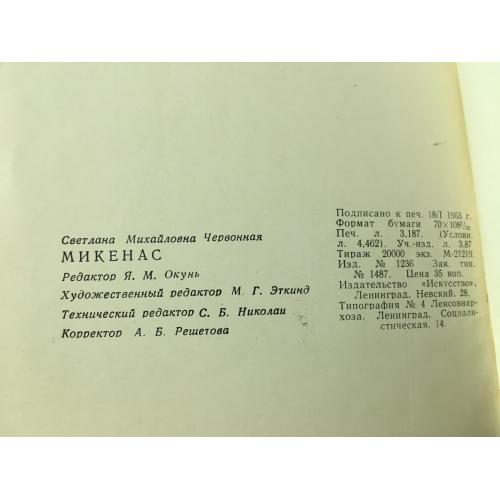 Светлана Михайловна Червонная
МИКЕНАС
Редактор Я. М. Окунь
Художественный редактор М. Г. Эткинд
Технический редактор С. Б. Николаи
Корректор А. Б. Решетова
Подписано к печ. 18/I 1963 г.
Формат бумаги 70×108¹/₃₂
Печ. л. 3,187. (Условн.
л. 4,462). Уч.-изд. л. 3,87
Тираж 20000 экз. М-21219.
Изд. № 1236 Зак. тип.
№ 1487. Цена 35 коп.
Издательство «Искусство»,
Ленинград. Невский, 28.
Типография № 4 Ленсовнар-
хоза. Ленинград, Социали-
стическая, 14.